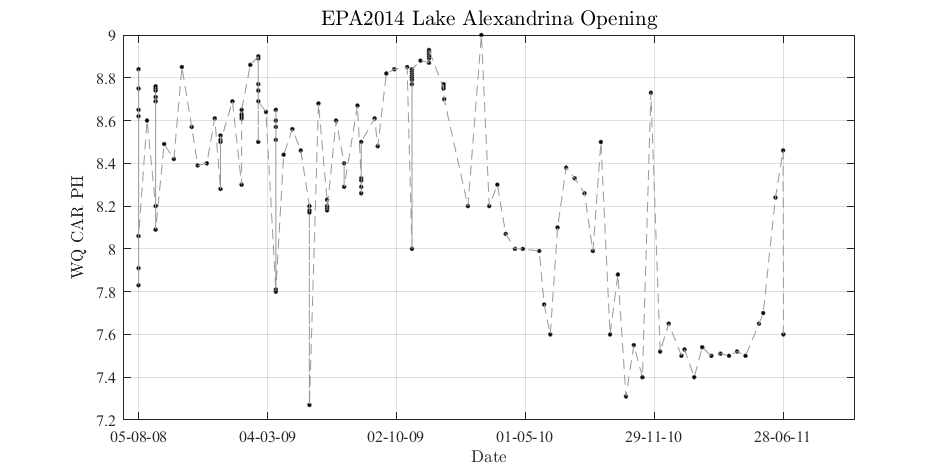 EPA2014 Lake Alexandrina Opening
WQ CAR PH
9
8.8
8.6
8.4
8.2
8
7.8
7.6
7.4
7.2
05-08-08 04-03-09 02-10-09 01-05-10 29-11-10 28-06-11
Date